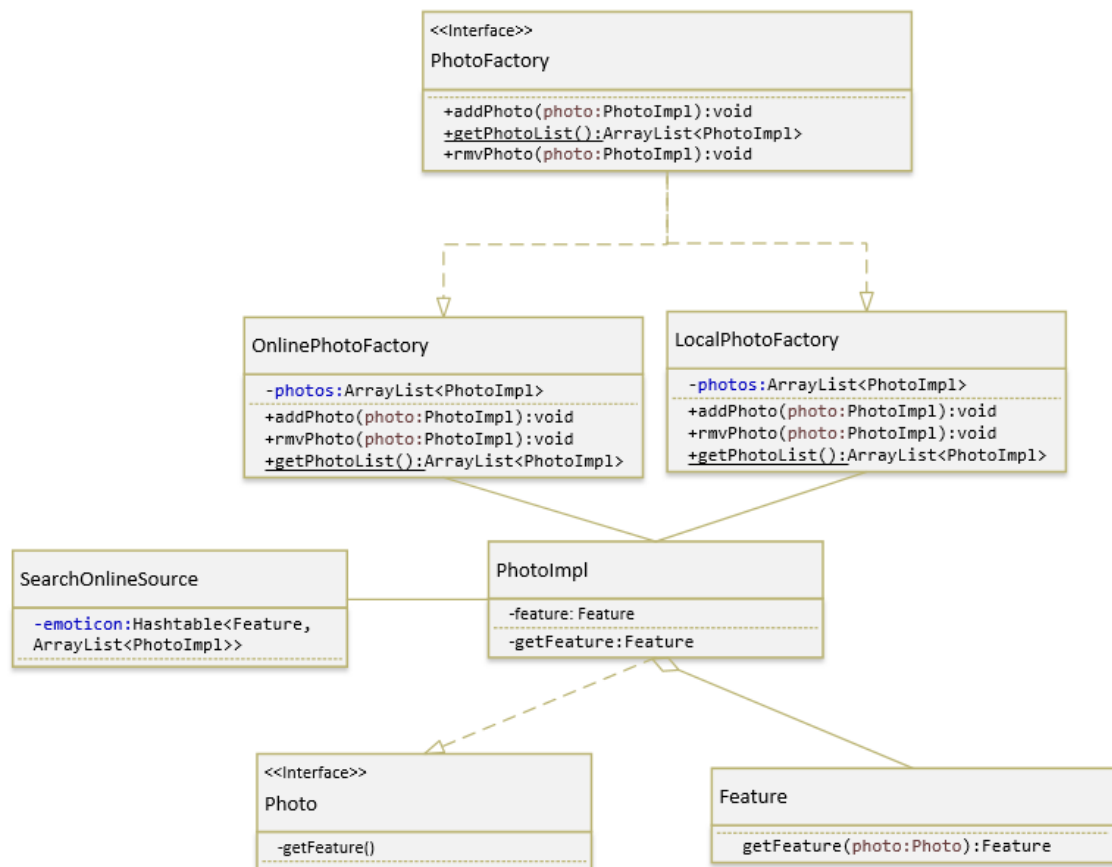 <<Interface>>
PhotoFactory
+addPhoto(photo:PhotoImpl):void
+getPhotoList():ArrayList<PhotoImpl>
+rmvPhoto(photo:PhotoImpl):void
OnlinePhotoFactory
-photos:ArrayList<PhotoImpl>
+addPhoto(photo:PhotoImpl):void
+rmvPhoto(photo:PhotoImpl):void
+getPhotoList():ArrayList<PhotoImpl>
LocalPhotoFactory
-photos:ArrayList<PhotoImpl>
+addPhoto(photo:PhotoImpl):void
+rmvPhoto(photo:PhotoImpl):void
+getPhotoList():ArrayList<PhotoImpl>
SearchOnlineSource
-emoticon:Hashtable<Feature,
ArrayList<PhotoImpl>>
PhotoImpl
-feature: Feature
-getFeature:Feature
<<Interface>>
Photo
-getFeature()
Feature
getFeature(photo:Photo):Feature